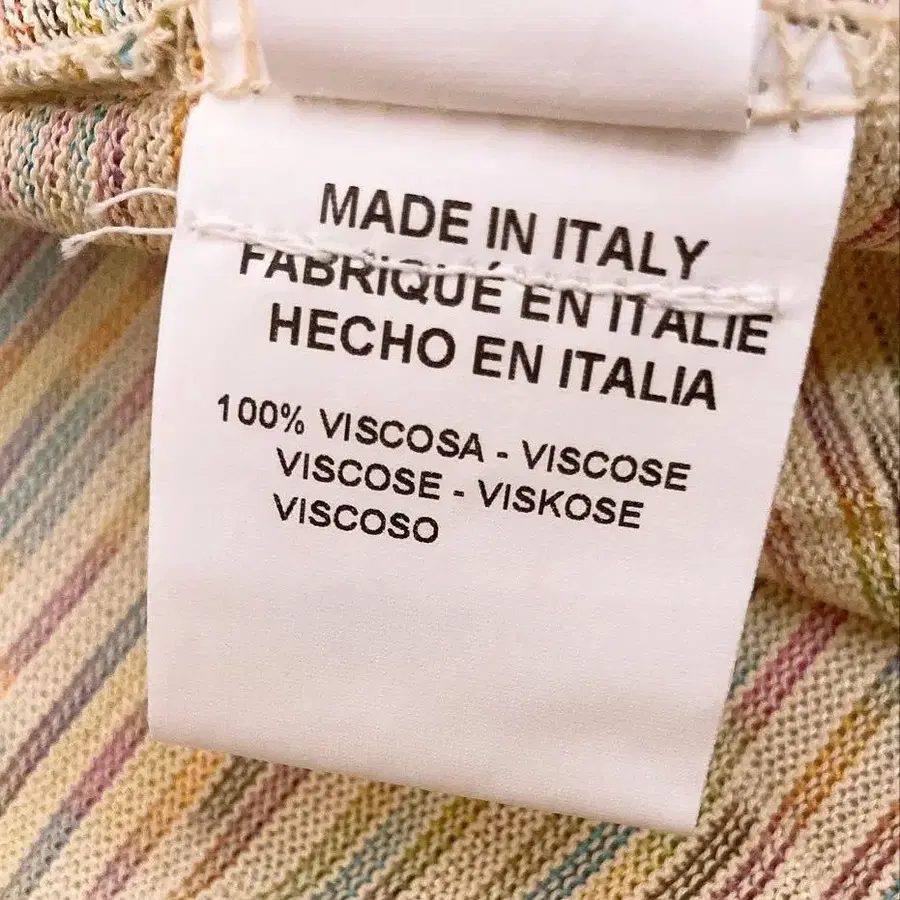 MADE IN ITALY
FABRIQUÉ EN ITALIE
HECHO EN ITALIA
100% VISCOSA - VISCOSE
VISCOSE - VISKOSE
VISCOSO